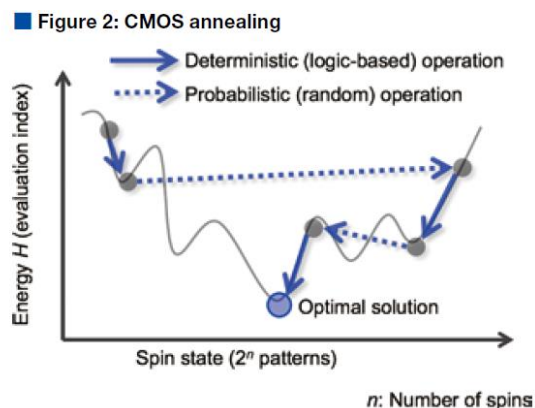 Figure 2: CMOS annealing
Deterministic (logic-based) operation
Probabilistic (random) operation
Energy H (evaluation index)
Optimal solution
Spin state (2ⁿ patterns)
n: Number of spins